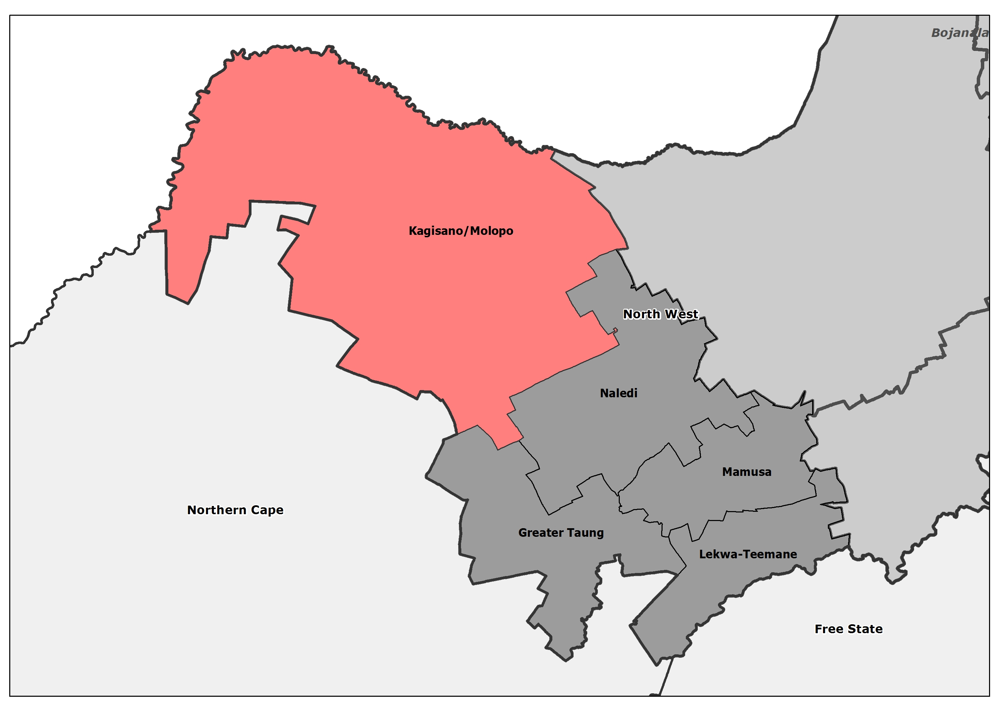 Bojanala
Kagisano/Molopo
North West
Naledi
Mamusa
Northern Cape
Greater Taung
Lekwa-Teemane
Free State